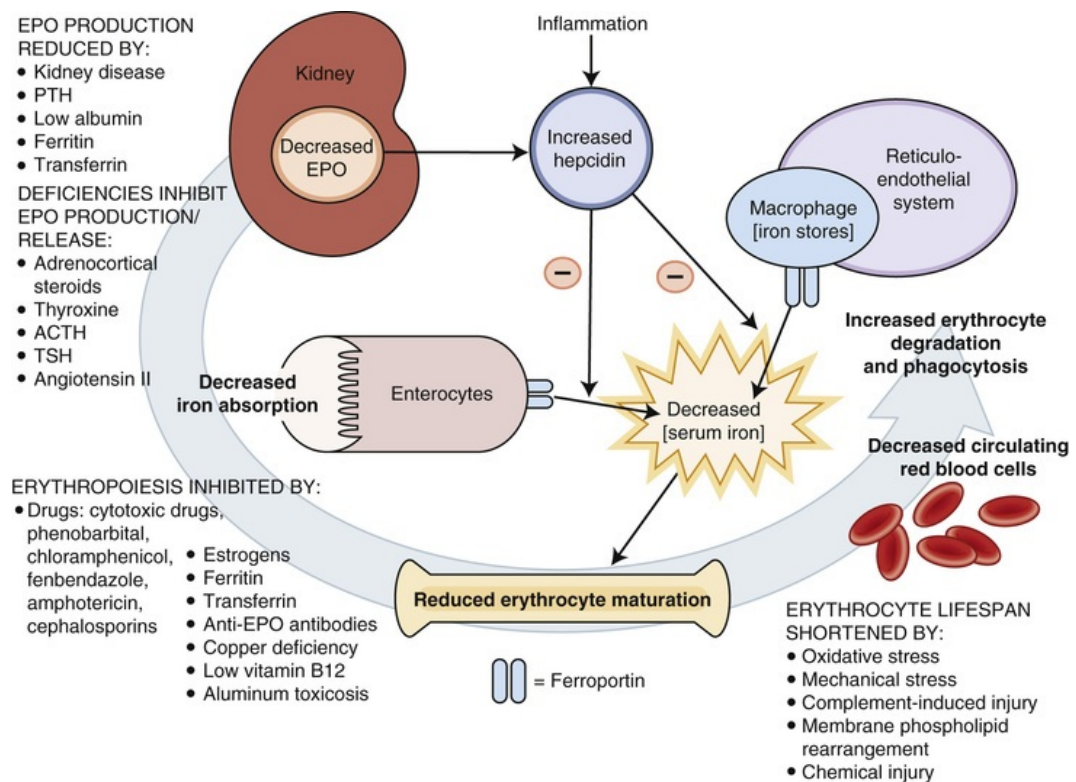 EPO PRODUCTION
REDUCED BY:
• Kidney disease
• PTH
• Low albumin
• Ferritin
• Transferrin
DEFICIENCIES INHIBIT
EPO PRODUCTION/
RELEASE:
• Adrenocortical
steroids
• Thyroxine
• ACTH
• TSH
• Angiotensin II
Kidney
Decreased
EPO
Inflammation
Increased
hepcidin
Reticulo-
endothelial
system
Macrophage
[iron stores]
−
−
Decreased
iron absorption
Enterocytes
Decreased
[serum iron]
Increased erythrocyte
degradation
and phagocytosis
Decreased circulating
red blood cells
ERYTHROPOIESIS INHIBITED BY:
• Drugs: cytotoxic drugs,
phenobarbital,
chloramphenicol,
fenbendazole,
amphotericin,
cephalosporins
• Estrogens
• Ferritin
• Transferrin
• Anti-EPO antibodies
• Copper deficiency
• Low vitamin B12
• Aluminum toxicosis
Reduced erythrocyte maturation
= Ferroportin
ERYTHROCYTE LIFESPAN
SHORTENED BY:
• Oxidative stress
• Mechanical stress
• Complement-induced injury
• Membrane phospholipid
rearrangement
• Chemical injury